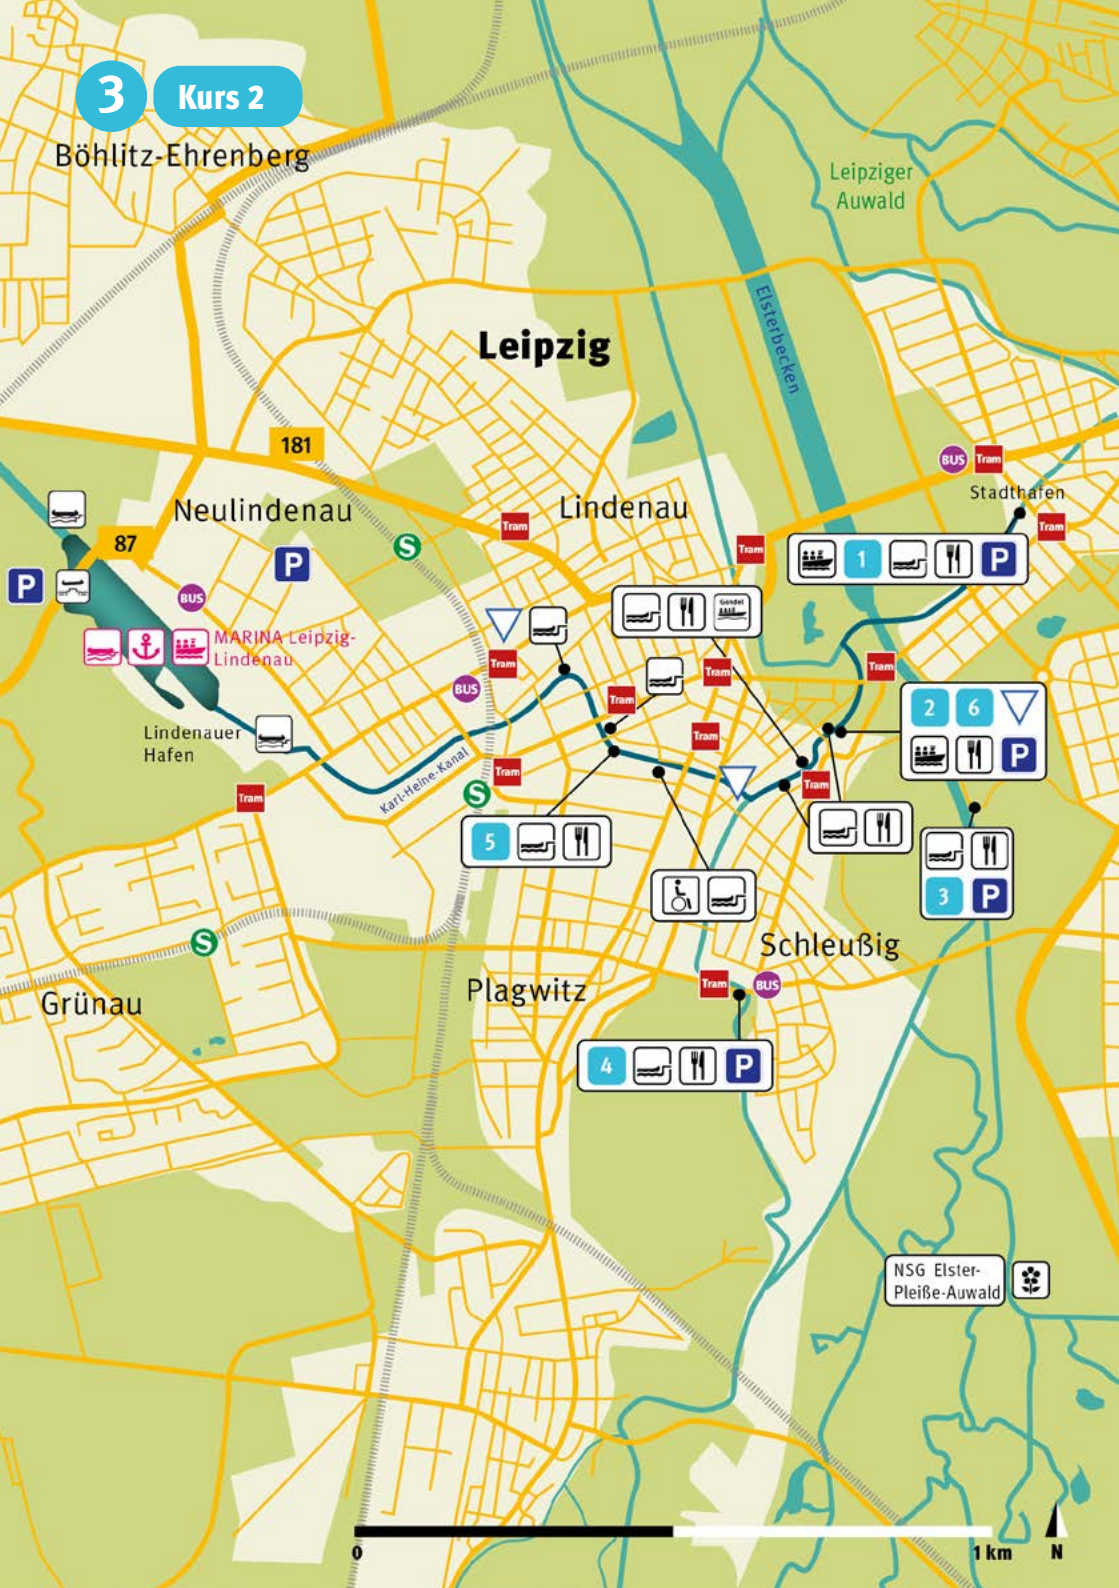 3 Kurs 2
Böhlitz-Ehrenberg
Leipziger
Auwald
Elsterbecken
Leipzig
181
BUS Tram
Stadthafen
Tram
Neulindenau
Lindenau
Tram
87
S
Tram
1 P
P
P
BUS
Gondel
MARINA Leipzig-
Lindenau
Tram
Tram
Tram
BUS
Tram
2 6
P
Lindenauer
Hafen
Tram
Karl-Heine-Kanal
Tram
Tram
S
Tram
5
3 P
Schleußig
S
Grünau
Plagwitz
Tram BUS
4 P
NSG Elster-
Pleiße-Auwald
0
1 km
N